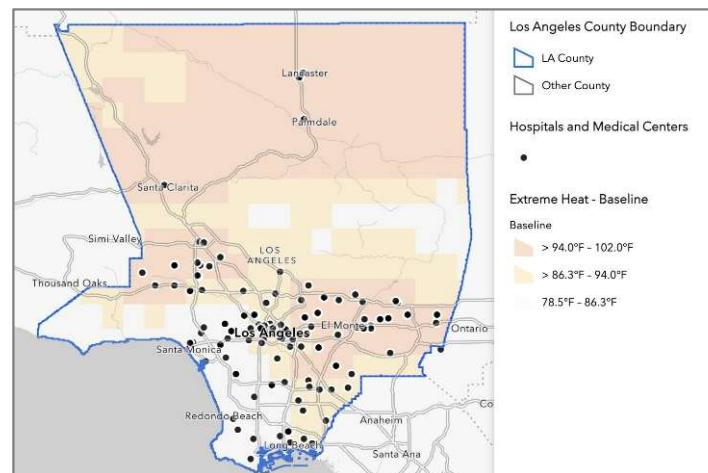 Lancaster
Palmdale
Santa Clarita
Simi Valley
LOS
ANGELES
Thousand Oaks
El Monte
Ontario
Los Angeles
Santa Monica
Redondo Beach
Anaheim
Co
Long Beach
Santa Ana
Los Angeles County Boundary
LA County
Other County
Hospitals and Medical Centers
Extreme Heat - Baseline
Baseline
> 94.0°F – 102.0°F
> 86.3°F – 94.0°F
78.5°F – 86.3°F